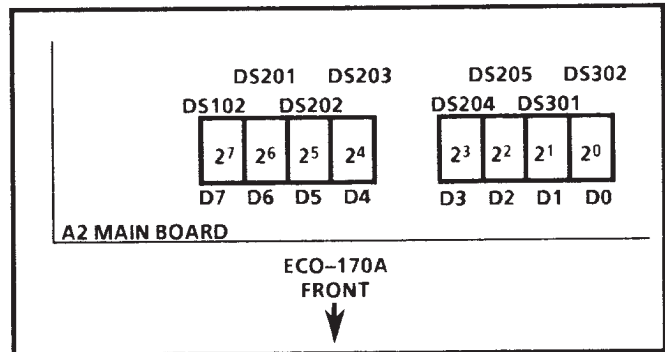 DS201 DS203 DS205 DS302
DS102 DS202 DS204 DS301
2⁷ 2⁶ 2⁵ 2⁴ 2³ 2² 2¹ 2⁰
D7 D6 D5 D4 D3 D2 D1 D0
A2 MAIN BOARD
ECO–170A
FRONT